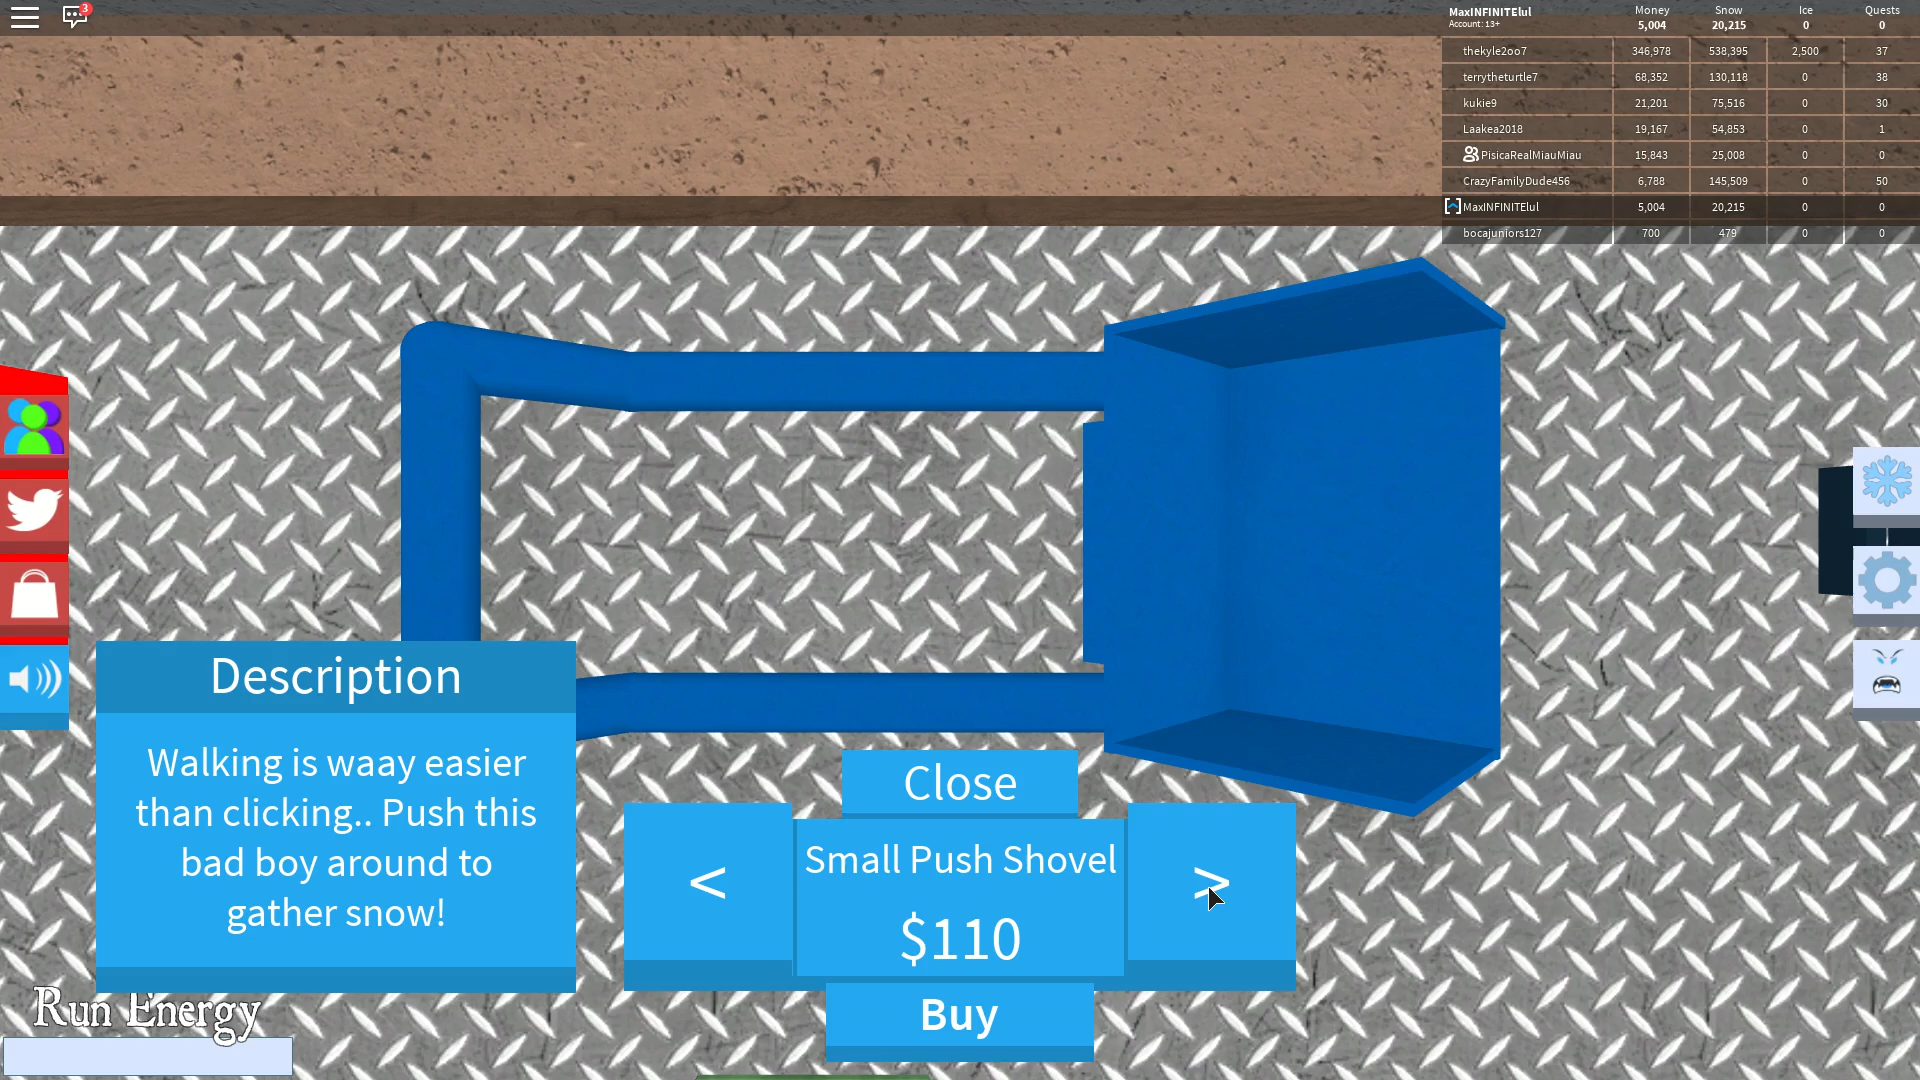 3
MaxINFINITElul Money Snow Ice Quests
Account: 13+ 5,004 20,215 0 0
thekyle2oo7 346,978 538,395 2,500 37
terrytheturtle7 68,352 130,118 0 38
kukie9 21,201 75,516 0 30
Laakea2018 19,167 54,853 0 1
PisicaRealMiauMiau 15,843 25,008 0 0
CrazyFamilyDude456 6,788 145,509 0 50
MaxINFINITElul 5,004 20,215 0 0
bocajuniors127 700 479 0 0
Description
Walking is waay easier
than clicking.. Push this
bad boy around to
gather snow!
Close
<
Small Push Shovel
$110
>
Buy
Run Energy